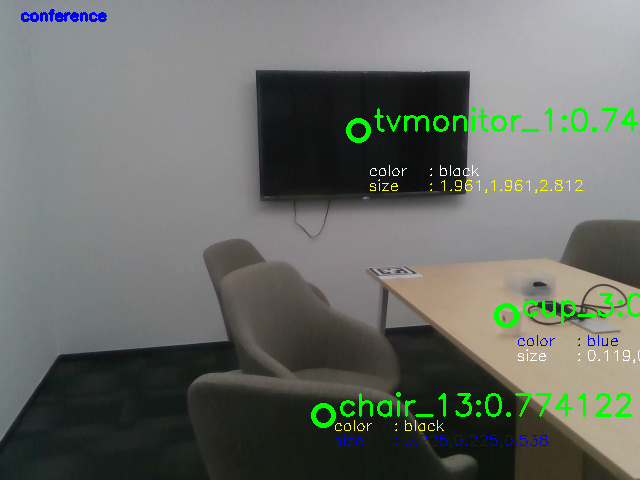 conference
tvmonitor_1:0.74
color : black
size : 1.961,1.961,2.812
cup_3:0
color : blue
size : 0.119,0
chair_13:0.774122
color : black
size